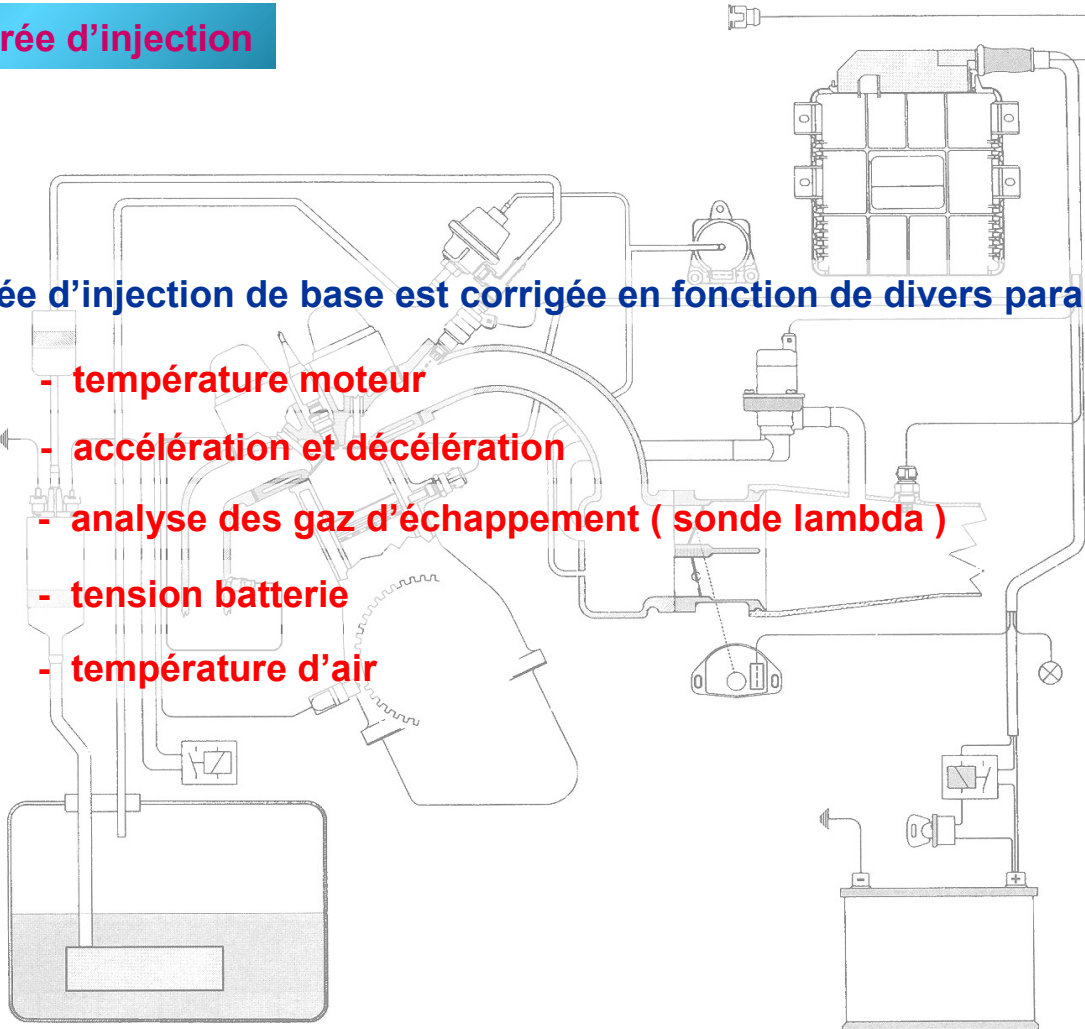 rée d’injection
ée d’injection de base est corrigée en fonction de divers para
- température moteur
- accélération et décélération
- analyse des gaz d’échappement ( sonde lambda )
- tension batterie
- température d’air
- +